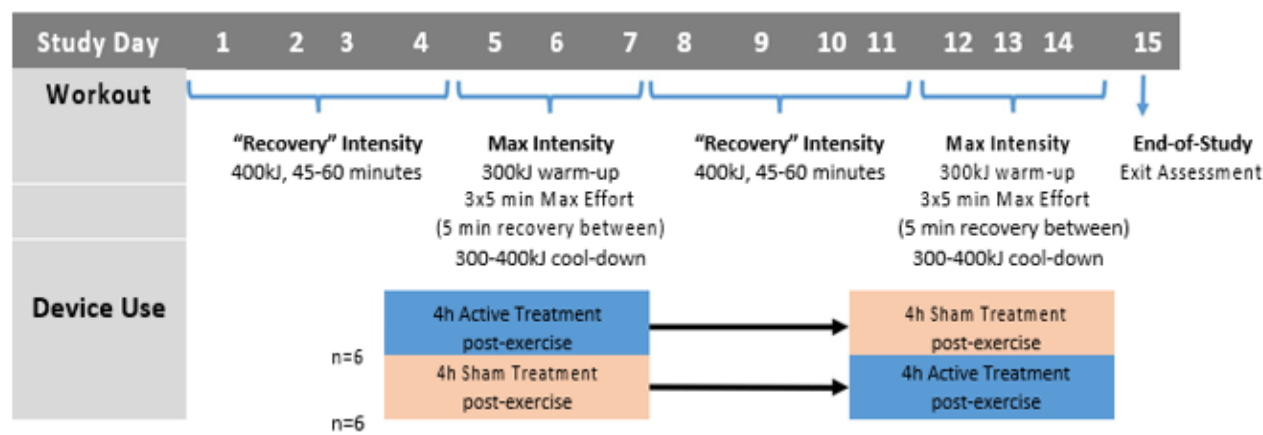 Study Day 1 2 3 4 5 6 7 8 9 10 11 12 13 14 15
Workout
“Recovery” Intensity
400kJ, 45-60 minutes
Max Intensity
300kJ warm-up
3x5 min Max Effort
(5 min recovery between)
300-400kJ cool-down
“Recovery” Intensity
400kJ, 45-60 minutes
Max Intensity
300kJ warm-up
3x5 min Max Effort
(5 min recovery between)
300-400kJ cool-down
End-of-Study
Exit Assessment
Device Use
n=6
4h Active Treatment
post-exercise
4h Sham Treatment
post-exercise
n=6
4h Sham Treatment
post-exercise
4h Active Treatment
post-exercise